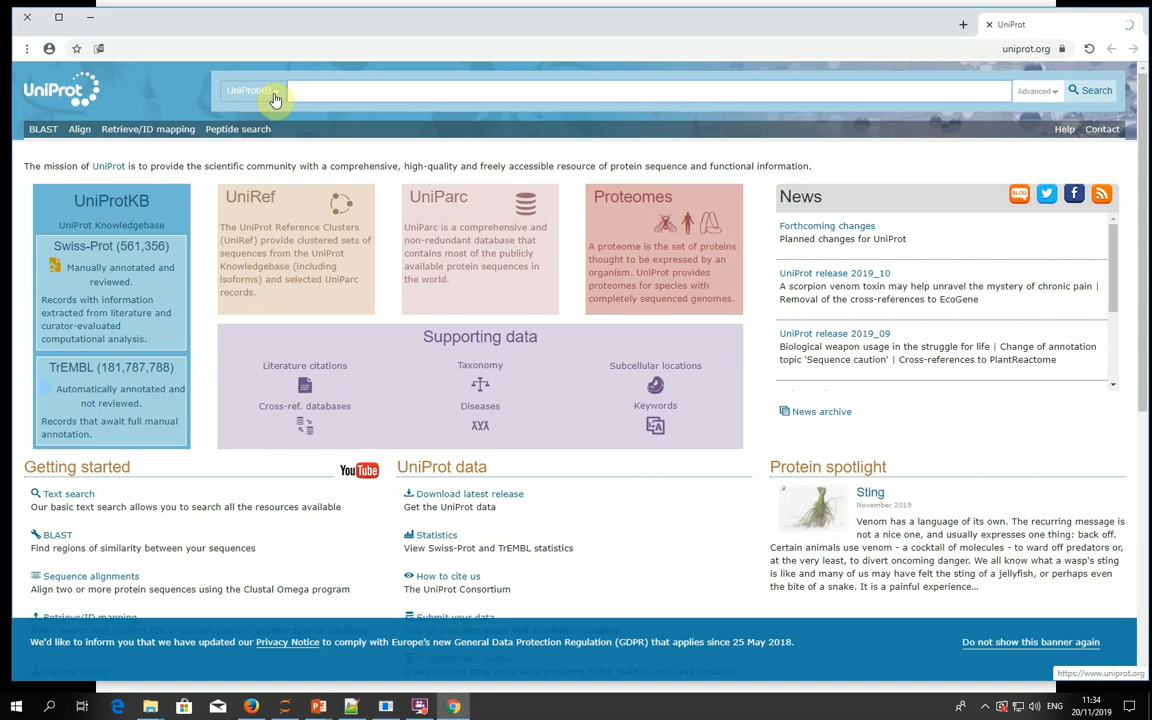 UniProt
uniprot.org
UniProt
UniProtKB
Advanced
Search
BLAST Align Retrieve/ID mapping Peptide search
Help Contact
The mission of UniProt is to provide the scientific community with a comprehensive, high-quality and freely accessible resource of protein sequence and functional information.
UniProtKB
UniProt Knowledgebase
Swiss-Prot (561,356)
Manually annotated and
reviewed.
Records with information
extracted from literature and
curator-evaluated
computational analysis.
TrEMBL (181,787,788)
Automatically annotated and
not reviewed.
Records that await full manual
annotation.
UniRef
The UniProt Reference Clusters
(UniRef) provide clustered sets of
sequences from the UniProt
Knowledgebase (including
isoforms) and selected UniParc
records.
UniParc
UniParc is a comprehensive and
non-redundant database that
contains most of the publicly
available protein sequences in
the world.
Proteomes
A proteome is the set of proteins
thought to be expressed by an
organism. UniProt provides
proteomes for species with
completely sequenced genomes.
Supporting data
Literature citations
Taxonomy
Subcellular locations
Cross-ref. databases
Diseases
Keywords
News
BLOG
Forthcoming changes
Planned changes for UniProt
UniProt release 2019_10
A scorpion venom toxin may help unravel the mystery of chronic pain |
Removal of the cross-references to EcoGene
UniProt release 2019_09
Biological weapon usage in the struggle for life | Change of annotation
topic 'Sequence caution' | Cross-references to PlantReactome
News archive
Getting started
YouTube
Text search
Our basic text search allows you to search all the resources available
BLAST
Find regions of similarity between your sequences
Sequence alignments
Align two or more protein sequences using the Clustal Omega program
Retrieve/ID mapping
UniProt data
Download latest release
Get the UniProt data
Statistics
View Swiss-Prot and TrEMBL statistics
How to cite us
The UniProt Consortium
Submit your data
Protein spotlight
Sting
November 2019
Venom has a language of its own. The recurring message is
not a nice one, and usually expresses one thing: back off.
Certain animals use venom - a cocktail of molecules - to ward off predators or,
at the very least, to divert oncoming danger. We all know what a wasp's sting
is like and many of us may have felt the sting of a jellyfish, or perhaps even
the bite of a snake. It is a painful experience...
We'd like to inform you that we have updated our Privacy Notice to comply with Europe's new General Data Protection Regulation (GDPR) that applies since 25 May 2018.
Do not show this banner again
https://www.uniprot.org
ENG
11:34
20/11/2019